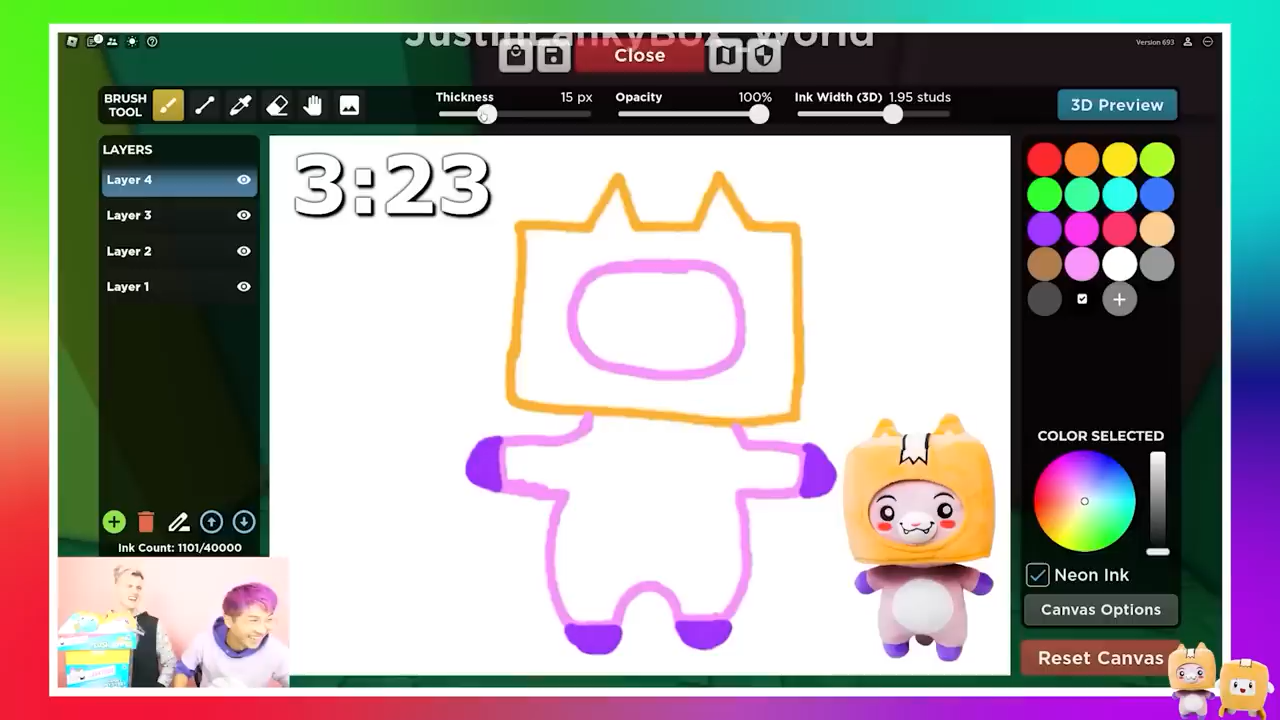 JustinLankyBox_World
Version 693
Close
BRUSH
TOOL
Thickness 15 px
Opacity 100%
Ink Width (3D) 1.95 studs
3D Preview
LAYERS
Layer 4
Layer 3
Layer 2
Layer 1
3:23
Ink Count: 1101/40000
COLOR SELECTED
Neon Ink
Canvas Options
Reset Canvas